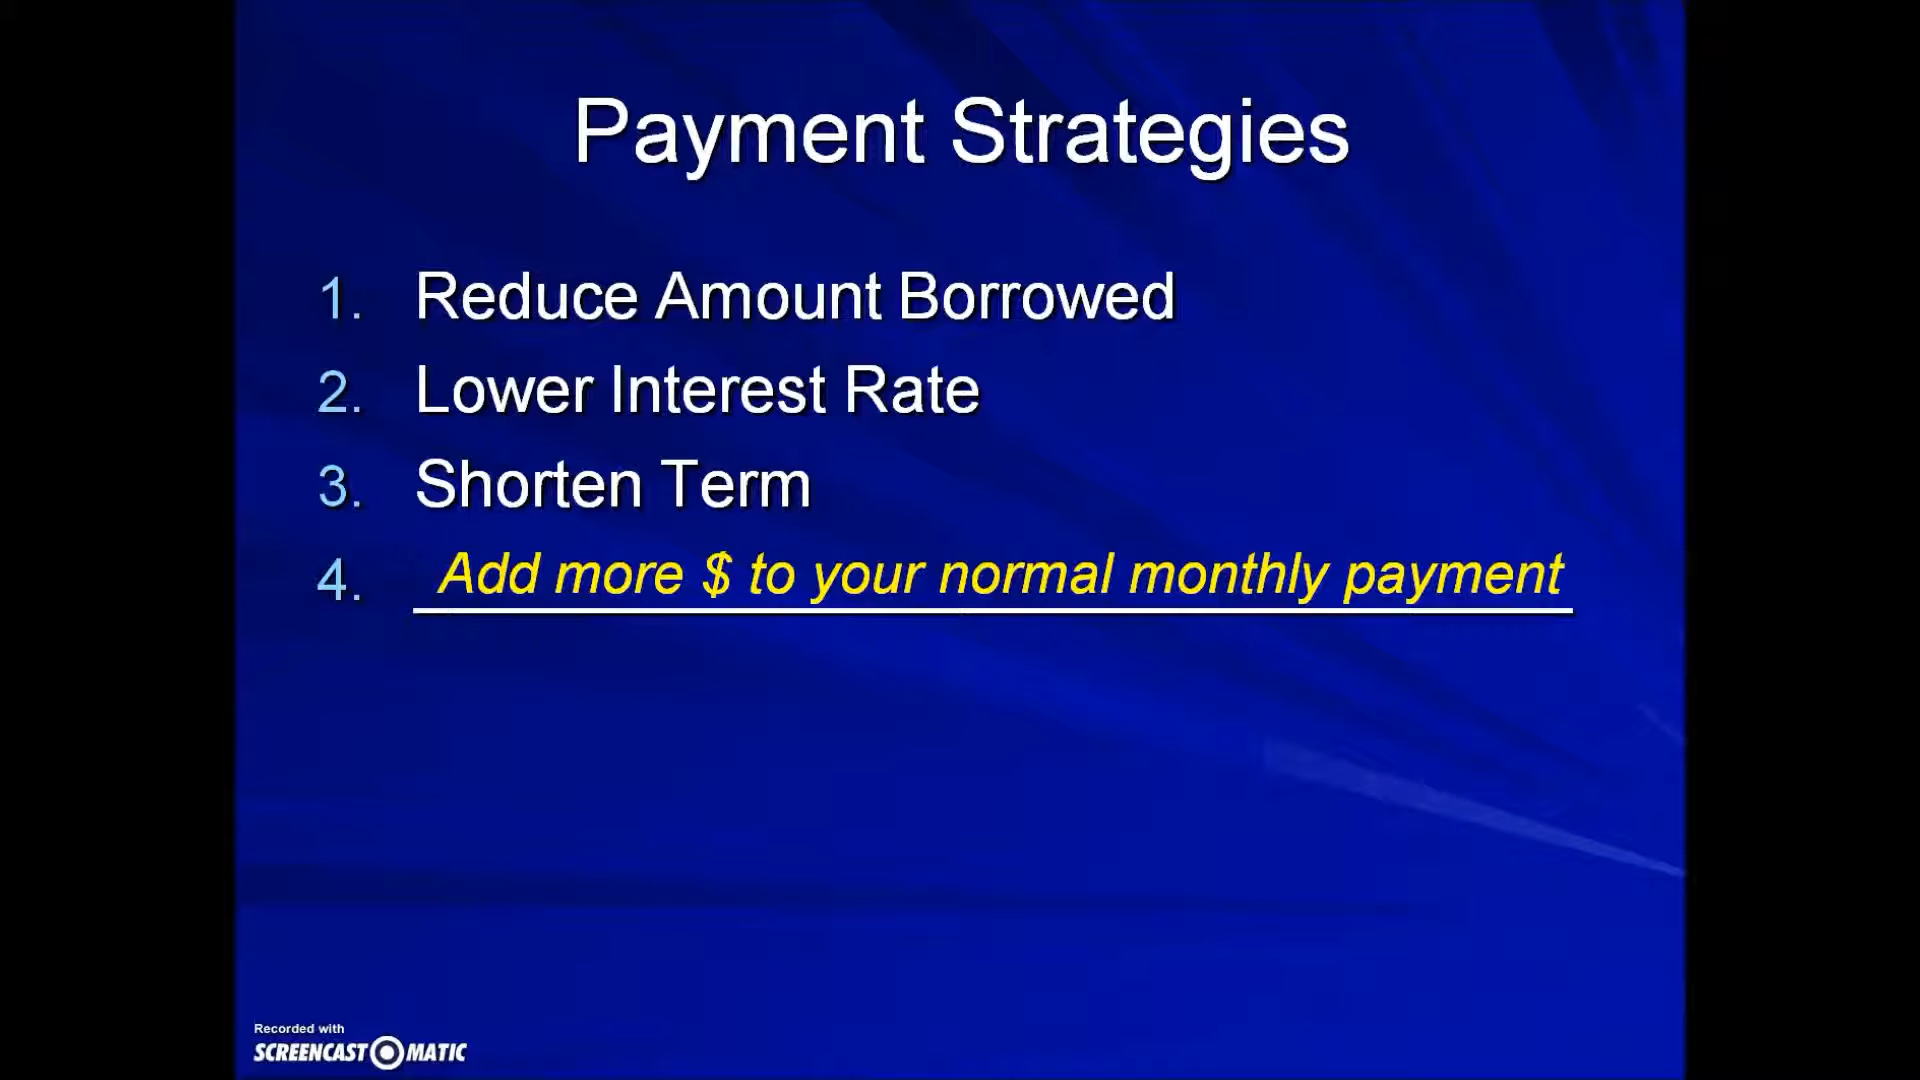 Payment Strategies
1. Reduce Amount Borrowed
2. Lower Interest Rate
3. Shorten Term
4. Add more $ to your normal monthly payment
Recorded with
SCREENCAST MATIC